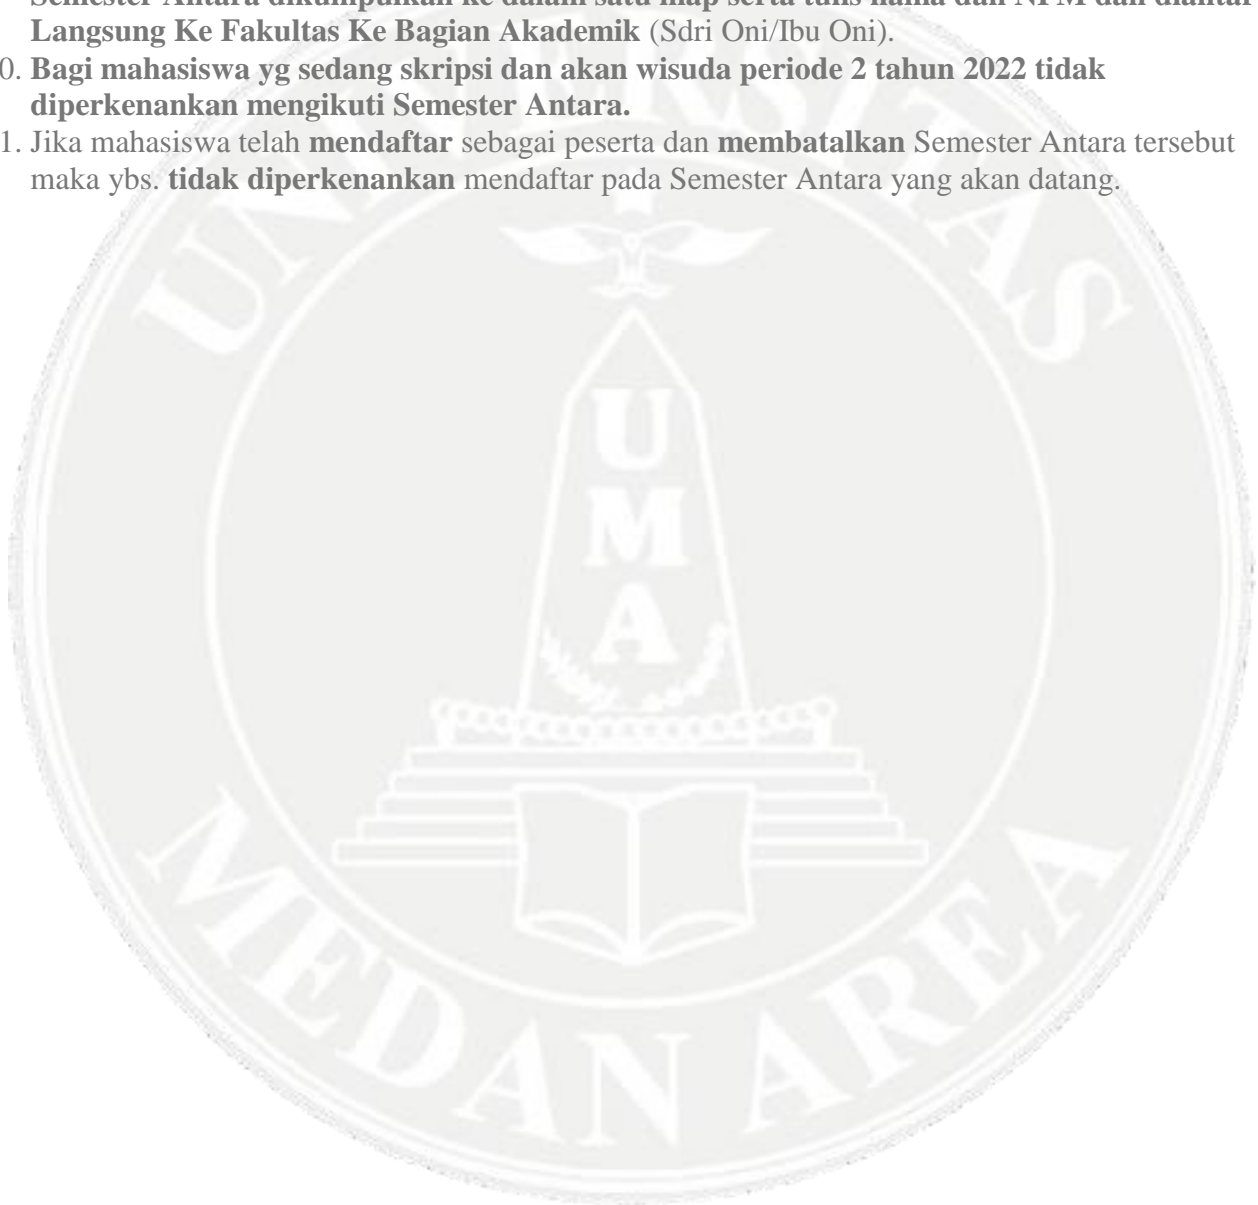 Semester Antara dikumpulkan ke dalam satu map serta tulis nama dan NPM dan diantar
Langsung Ke Fakultas Ke Bagian Akademik (Sdri Oni/Ibu Oni).
0. Bagi mahasiswa yg sedang skripsi dan akan wisuda periode 2 tahun 2022 tidak
diperkenankan mengikuti Semester Antara.
1. Jika mahasiswa telah mendaftar sebagai peserta dan membatalkan Semester Antara tersebut
maka ybs. tidak diperkenankan mendaftar pada Semester Antara yang akan datang.
UNIVERSITAS
U
M
A
MEDAN AREA